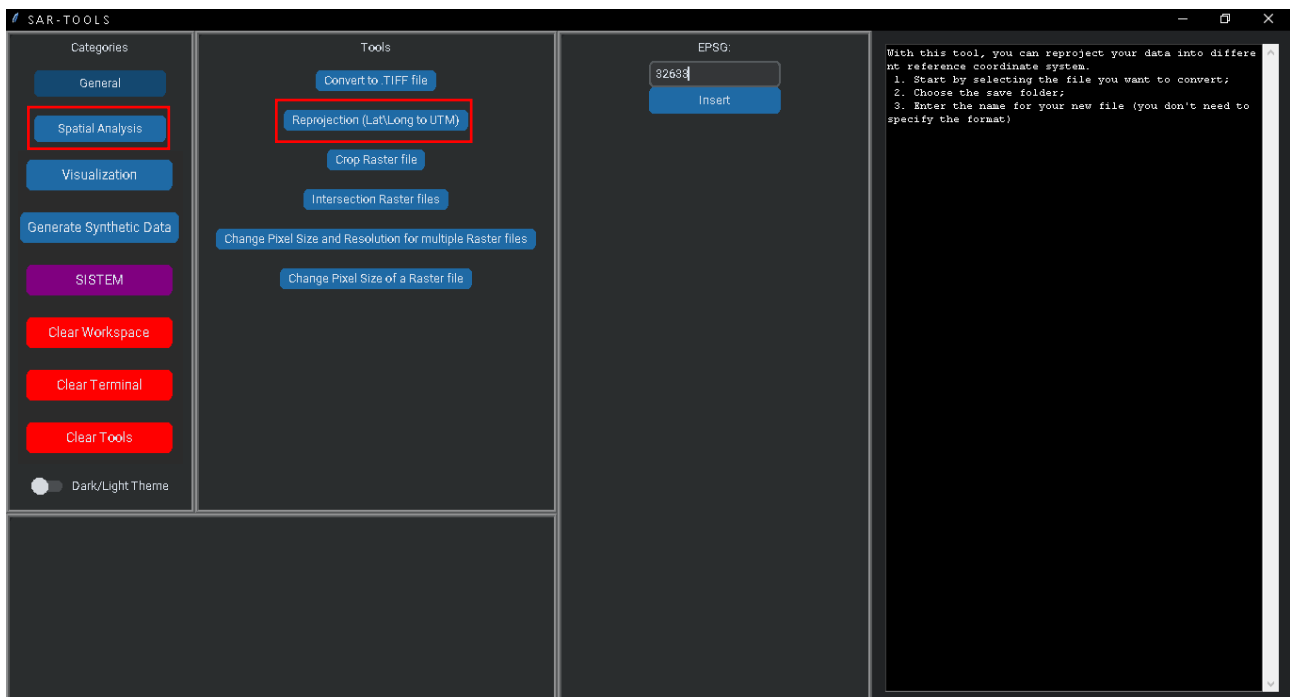 SAR-TOOLS
Categories
General
Spatial Analysis
Visualization
Generate Synthetic Data
SISTEM
Clear Workspace
Clear Terminal
Clear Tools
Dark/Light Theme
Tools
Convert to .TIFF file
Reprojection (Lat\Long to UTM)
Crop Raster file
Intersection Raster files
Change Pixel Size and Resolution for multiple Raster files
Change Pixel Size of a Raster file
EPSG:
32633
Insert
With this tool, you can reproject your data into differe
nt reference coordinate system.
1. Start by selecting the file you want to convert;
2. Choose the save folder;
3. Enter the name for your new file (you don't need to
specify the format)